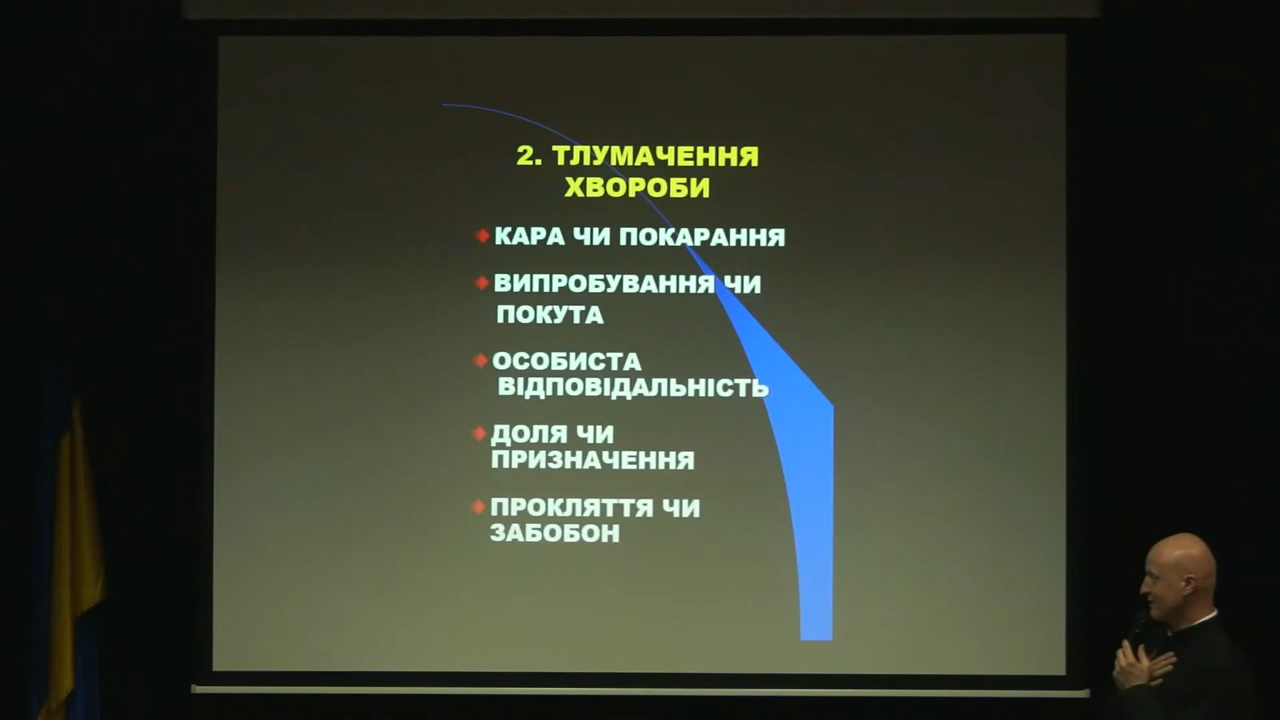 2. ТЛУМАЧЕННЯ
ХВОРОБИ
КАРА ЧИ ПОКАРАННЯ
ВИПРОБУВАННЯ ЧИ
ПОКУТА
ОСОБИСТА
ВІДПОВІДАЛЬНІСТЬ
ДОЛЯ ЧИ
ПРИЗНАЧЕННЯ
ПРОКЛЯТТЯ ЧИ
ЗАБОБОН